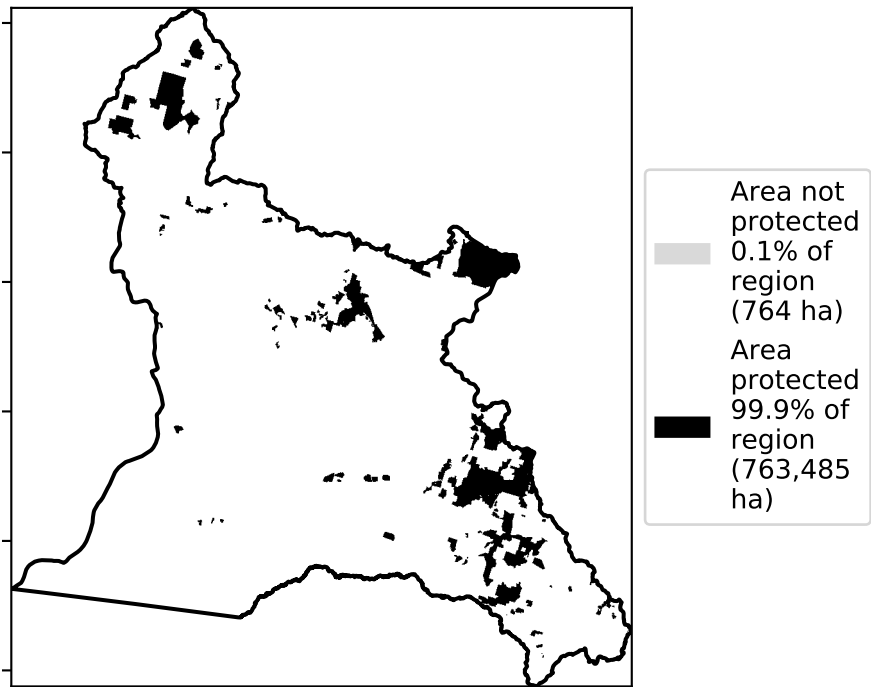 Area not
protected
0.1% of
region
(764 ha)
Area
protected
99.9% of
region
(763,485
ha)